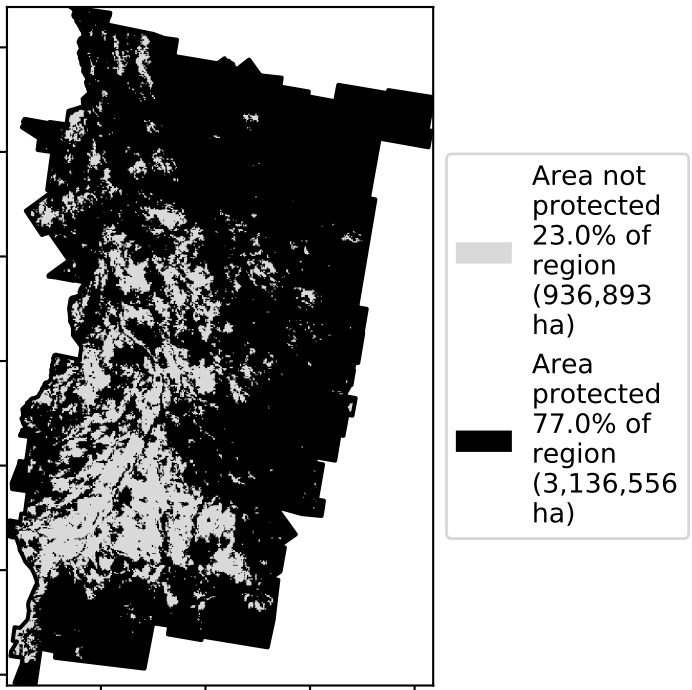 Area not
protected
23.0% of
region
(936,893
ha)
Area
protected
77.0% of
region
(3,136,556
ha)